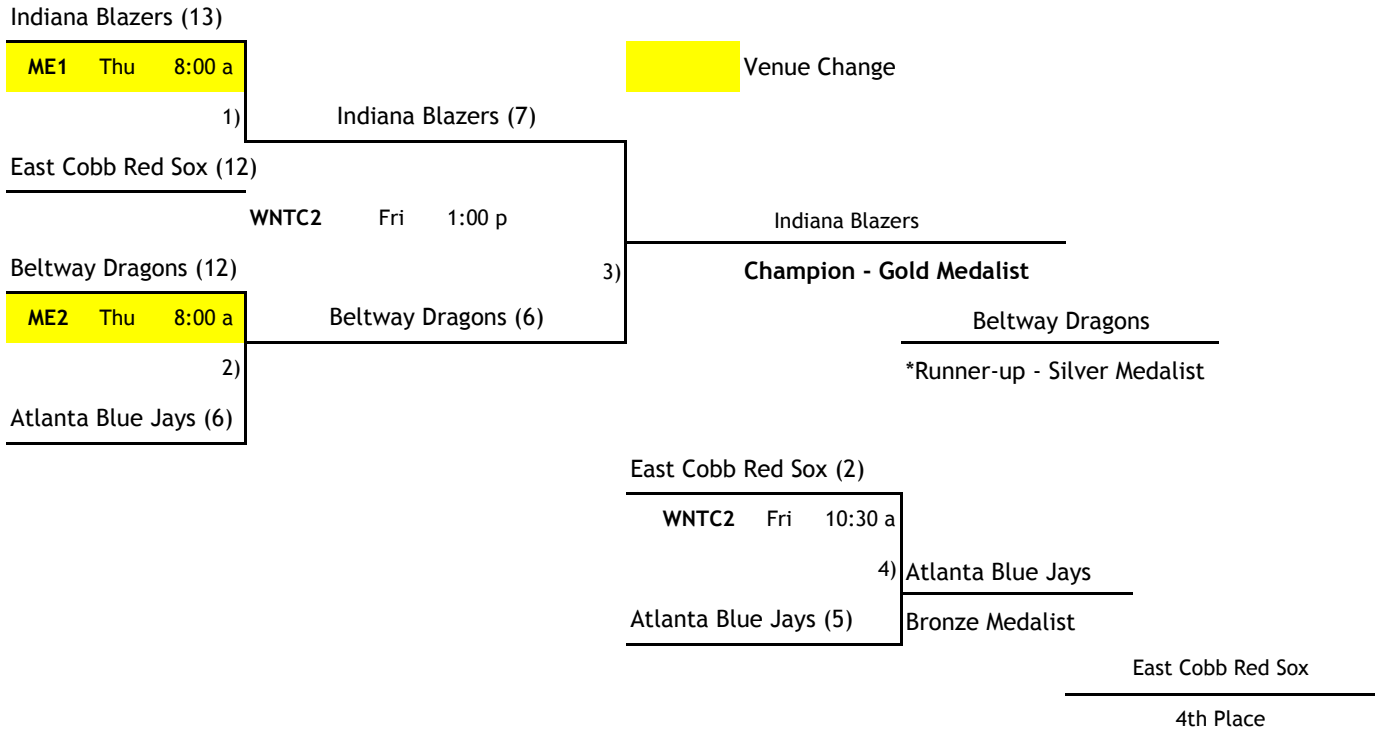 Indiana Blazers (13)
ME1 Thu 8:00 a
Venue Change
1)
Indiana Blazers (7)
East Cobb Red Sox (12)
WNTC2 Fri 1:00 p
Indiana Blazers
Beltway Dragons (12)
3)
Champion - Gold Medalist
ME2 Thu 8:00 a
Beltway Dragons (6)
Beltway Dragons
2)
*Runner-up - Silver Medalist
Atlanta Blue Jays (6)
East Cobb Red Sox (2)
WNTC2 Fri 10:30 a
4)
Atlanta Blue Jays
Atlanta Blue Jays (5)
Bronze Medalist
East Cobb Red Sox
4th Place